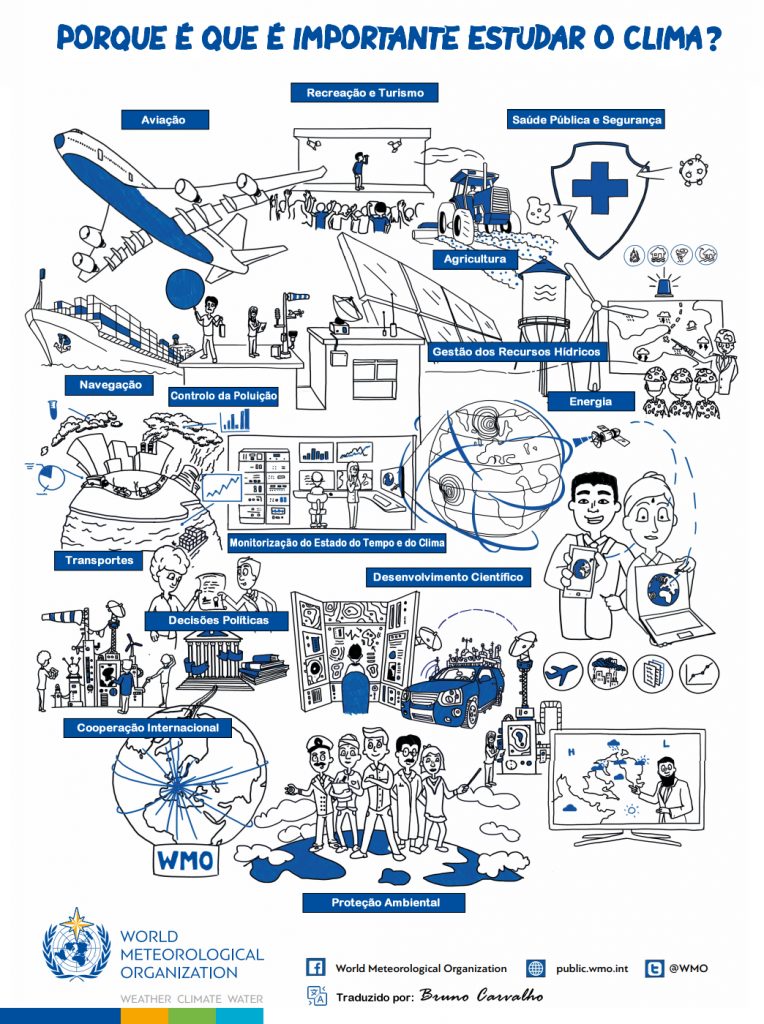 PORQUE É QUE É IMPORTANTE ESTUDAR O CLIMA?
Recreação e Turismo
Aviação
Saúde Pública e Segurança
Agricultura
Gestão dos Recursos Hídricos
Navegação
Controlo da Poluição
Energia
Monitorização do Estado do Tempo e do Clima
Transportes
Desenvolvimento Científico
Decisões Políticas
Cooperação Internacional
H L
WMO
Proteção Ambiental
WORLD
METEOROLOGICAL
ORGANIZATION
WEATHER CLIMATE WATER
World Meteorological Organization
public.wmo.int
@WMO
Traduzido por: Bruno Carvalho